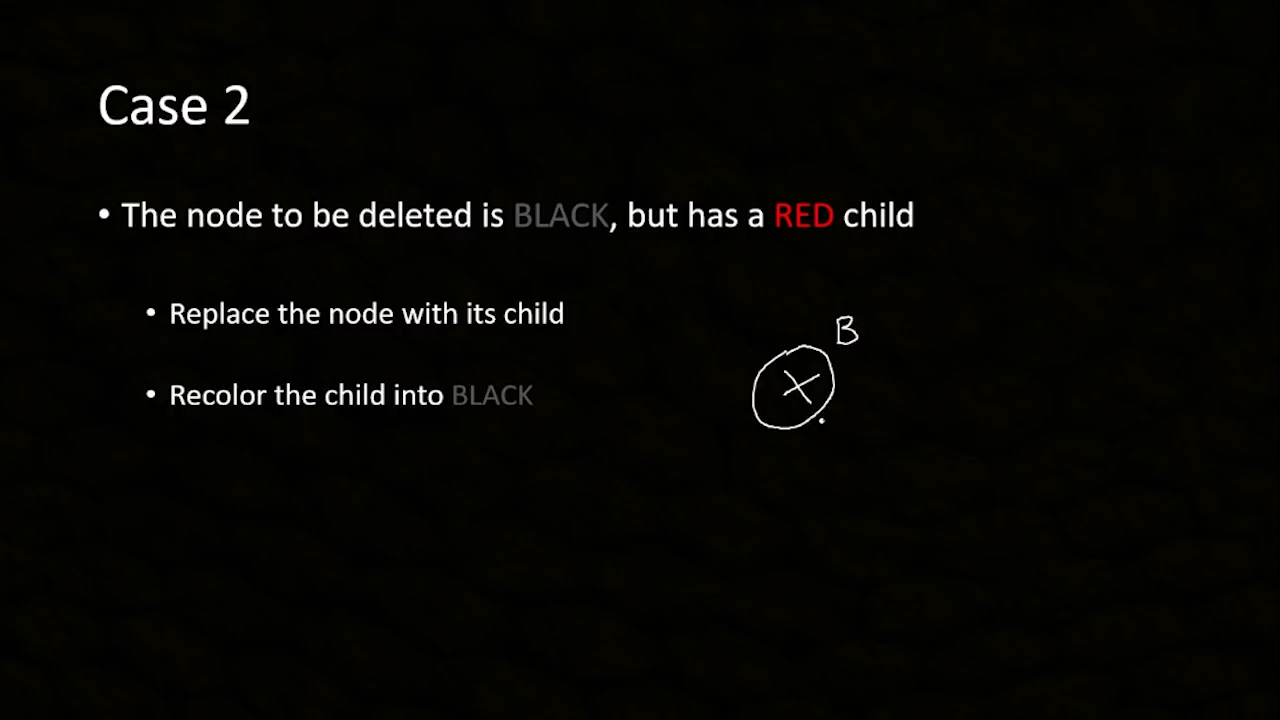 Case 2
• The node to be deleted is BLACK, but has a RED child
• Replace the node with its child
B
X
• Recolor the child into BLACK